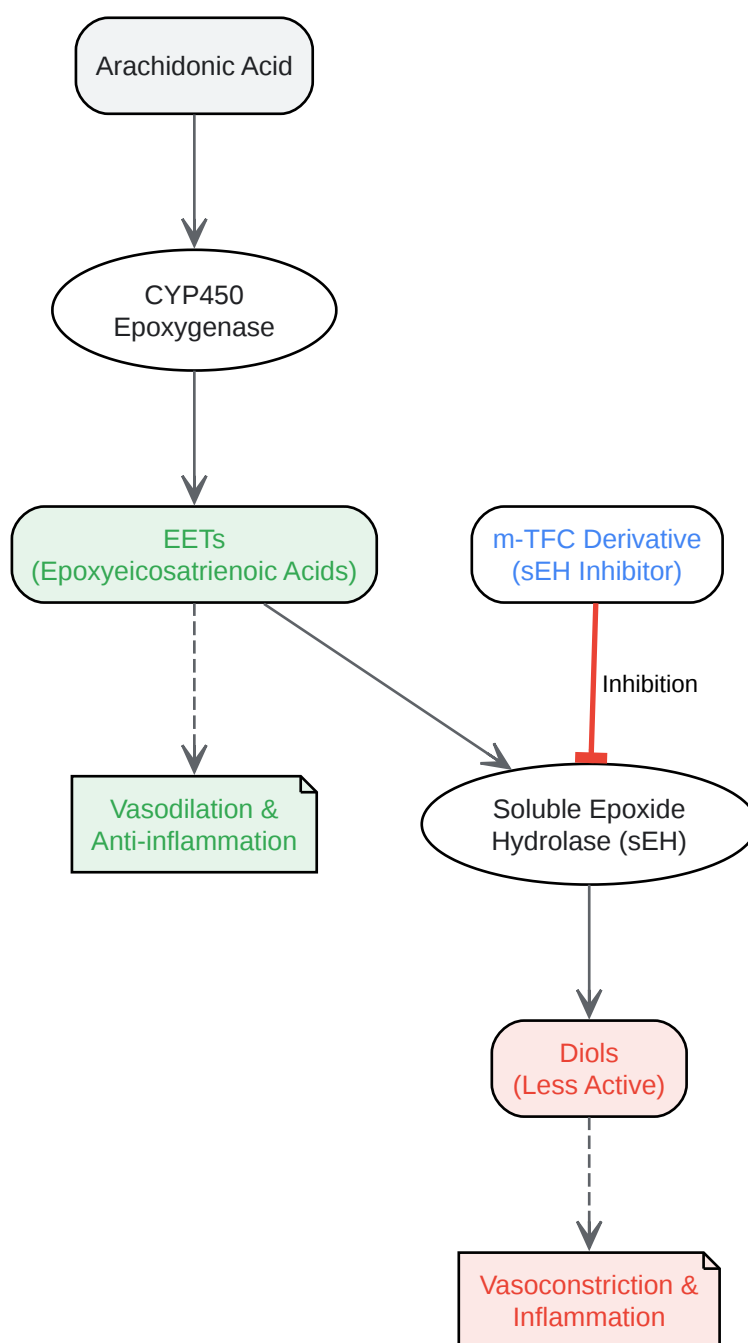 Arachidonic Acid
CYP450
Epoxygenase
EETs
(Epoxyeicosatrienoic Acids)
m-TFC Derivative
(sEH Inhibitor)
Inhibition
Vasodilation &
Anti-inflammation
Soluble Epoxide
Hydrolase (sEH)
Diols
(Less Active)
Vasoconstriction &
Inflammation